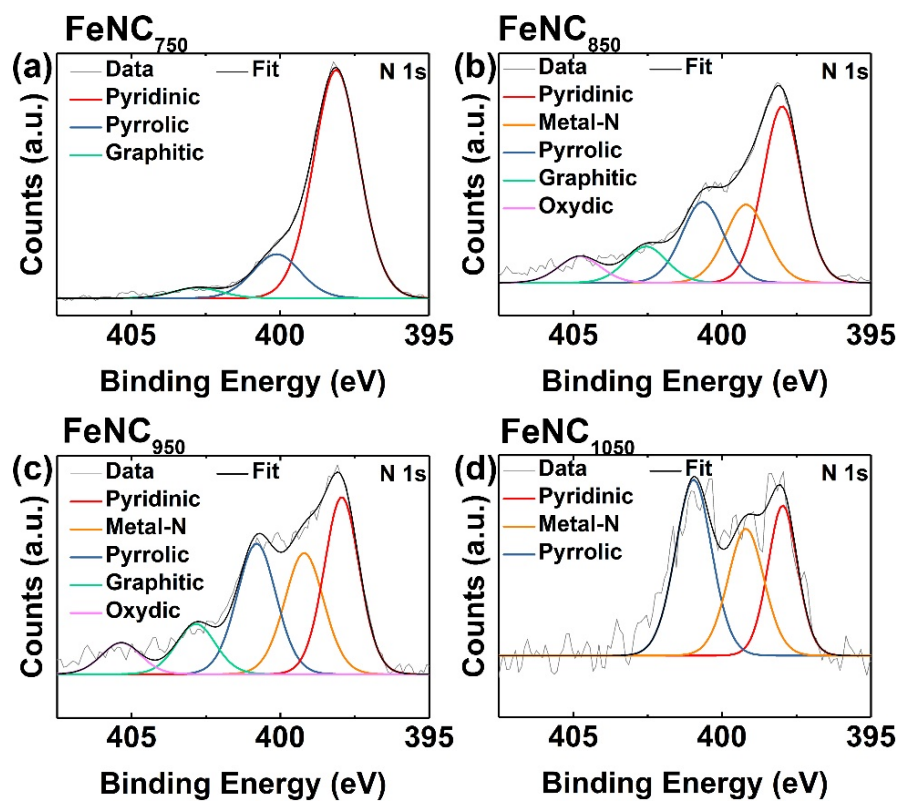 FeNC750
(a)
Data
Fit
N 1s
Pyridinic
Pyrrolic
Graphitic
Counts (a.u.)
405
400
395
Binding Energy (eV)
FeNC850
(b)
Data
Fit
N 1s
Pyridinic
Metal-N
Pyrrolic
Graphitic
Oxydic
Counts (a.u.)
405
400
395
Binding Energy (eV)
FeNC950
(c)
Data
Fit
N 1s
Pyridinic
Metal-N
Pyrrolic
Graphitic
Oxydic
Counts (a.u.)
405
400
395
Binding Energy (eV)
FeNC1050
(d)
Data
Fit
N 1s
Pyridinic
Metal-N
Pyrrolic
Counts (a.u.)
405
400
395
Binding Energy (eV)